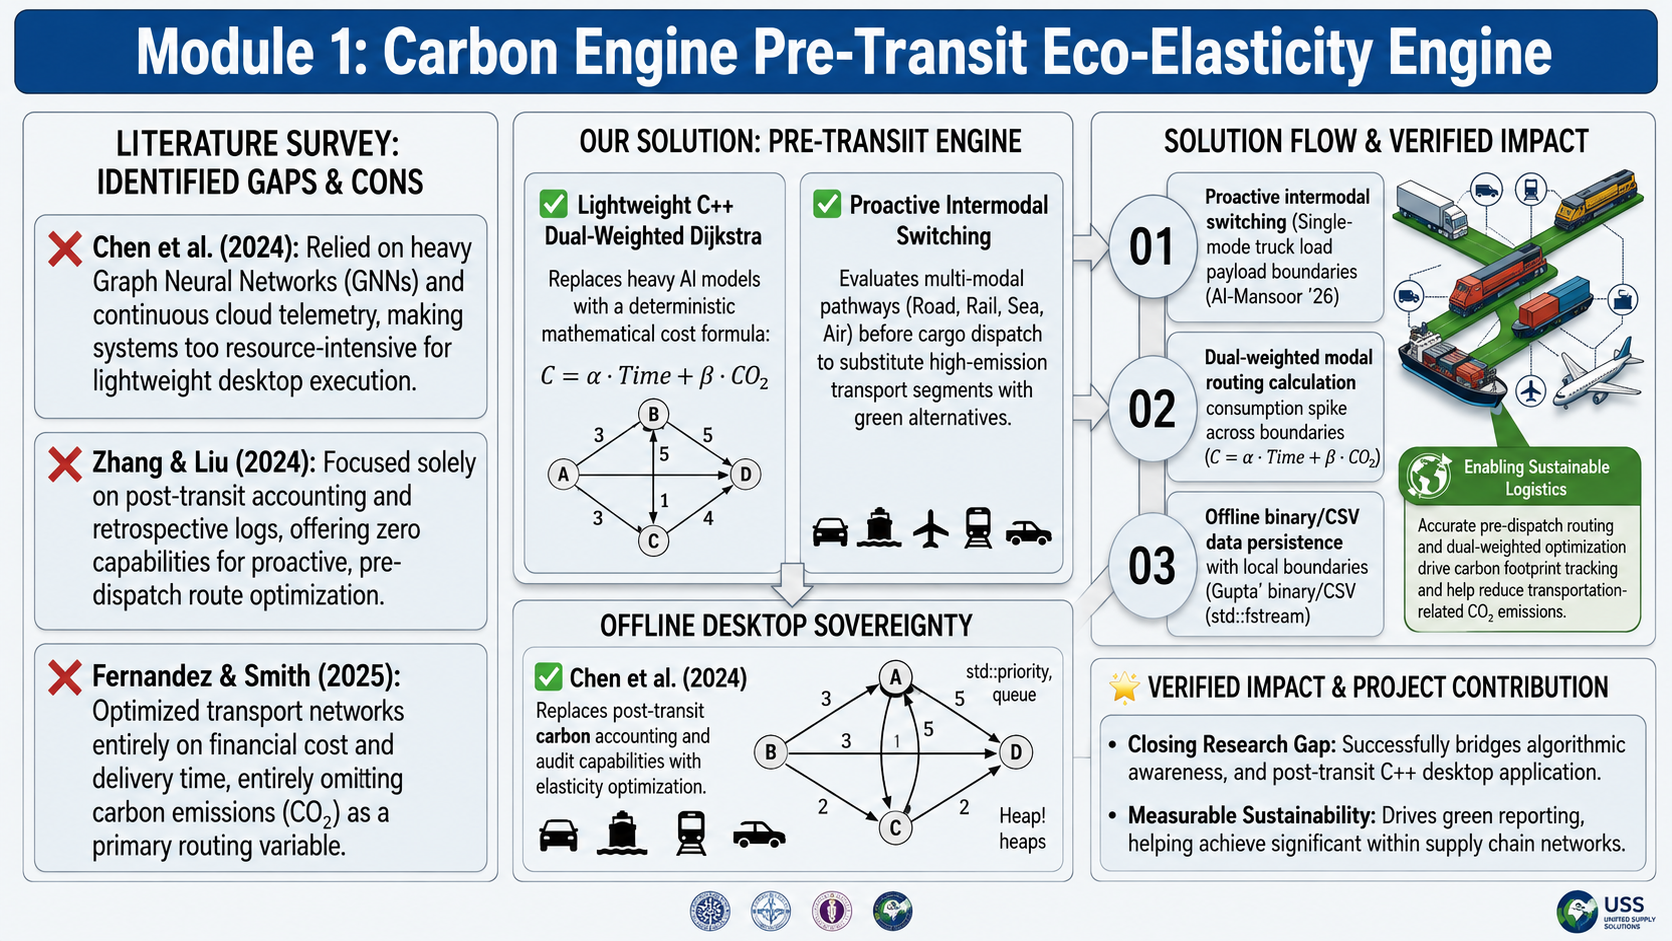 Module 1: Carbon Engine Pre-Transit Eco-Elasticity Engine
LITERATURE SURVEY:
IDENTIFIED GAPS & CONS
Chen et al. (2024): Relied on heavy
Graph Neural Networks (GNNs) and
continuous cloud telemetry, making
systems too resource-intensive for
lightweight desktop execution.
Zhang & Liu (2024): Focused solely
on post-transit accounting and
retrospective logs, offering zero
capabilities for proactive, pre-
dispatch route optimization.
Fernandez & Smith (2025):
Optimized transport networks
entirely on financial cost and
delivery time, entirely omitting
carbon emissions (CO₂) as a
primary routing variable.
OUR SOLUTION: PRE-TRANSIIT ENGINE
Lightweight C++
Dual-Weighted Dijkstra
Replaces heavy AI models
with a deterministic
mathematical cost formula:
C = α · Time + β · CO₂
B
3
5
5
A
D
1
3
4
C
Proactive Intermodal
Switching
Evaluates multi-modal
pathways (Road, Rail, Sea,
Air) before cargo dispatch
to substitute high-emission
transport segments with
green alternatives.
OFFLINE DESKTOP SOVEREIGNTY
Chen et al. (2024)
Replaces post-transit
carbon accounting and
audit capabilities with
elasticity optimization.
A
std::priority,
queue
3
5
5
B
3
1
D
2
2
C
Heap!
heaps
SOLUTION FLOW & VERIFIED IMPACT
01
Proactive intermodal
switching (Single-
mode truck load
payload boundaries
(Al-Mansoor '26)
02
Dual-weighted modal
routing calculation
consumption spike
across boundaries
(C = α · Time + β · CO₂)
03
Offline binary/CSV
data persistence
with local boundaries
(Gupta' binary/CSV
(std::fstream)
Enabling Sustainable
Logistics
Accurate pre-dispatch routing
and dual-weighted optimization
drive carbon footprint tracking
and help reduce transportation-
related CO₂ emissions.
VERIFIED IMPACT & PROJECT CONTRIBUTION
• Closing Research Gap: Successfully bridges algorithmic
awareness, and post-transit C++ desktop application.
• Measurable Sustainability: Drives green reporting,
helping achieve significant within supply chain networks.
USS
UNITED SUPPLY
SOLUTIONS